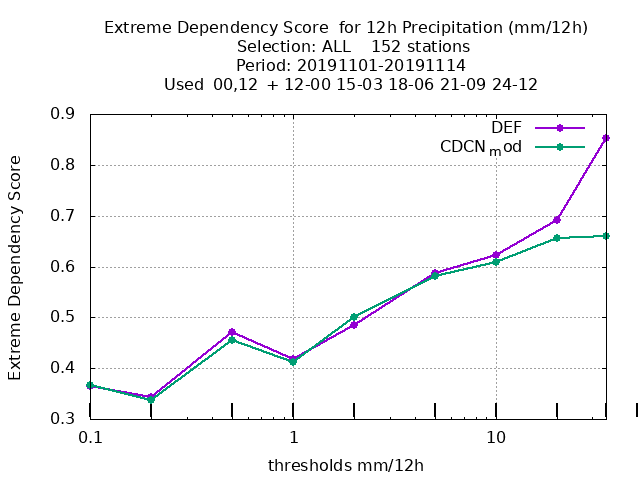 Extreme Dependency Score  for 12h Precipitation (mm/12h)
Selection: ALL    152 stations
Period: 20191101-20191114
Used  00,12  + 12-00 15-03 18-06 21-09 24-12
DEF
CDCNmod
0.9
0.8
0.7
0.6
0.5
0.4
0.3
Extreme Dependency Score
0.1
1
10
thresholds mm/12h